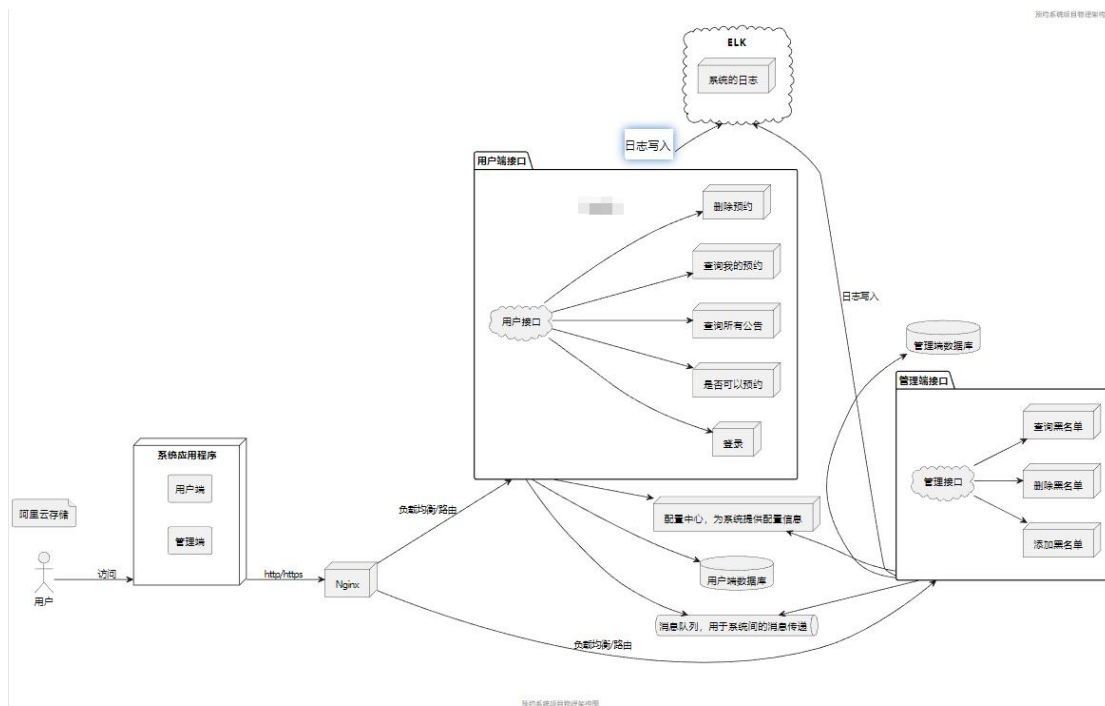 预约系统项目物理架构
ELK
系统的日志
日志写入
用户端接口
删除预约
查询我的预约
用户接口
查询所有公告
是否可以预约
登录
日志写入
管理端数据库
管理端接口
查询黑名单
管理接口
删除黑名单
添加黑名单
系统应用程序
用户端
管理端
阿里云存储
用户
访问
http/https
Nginx
负载均衡/路由
配置中心，为系统提供配置信息
用户端数据库
消息队列，用于系统间的消息传递
负载均衡/路由
预约系统项目物理架构图